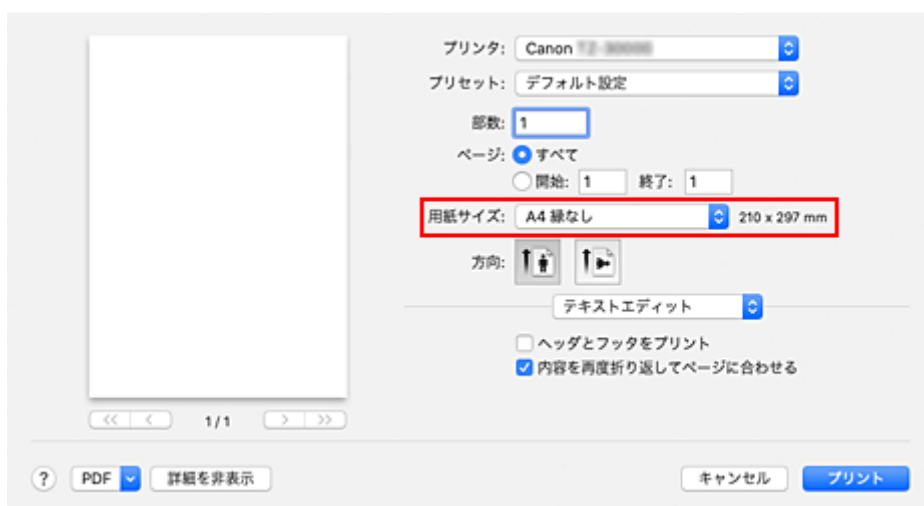 プリンタ: Canon
プリセット: デフォルト設定
部数: 1
ページ: すべて
開始: 1 終了: 1
用紙サイズ: A4 縁なし 210 x 297 mm
方向:
テキストエディット
ヘッダとフッタをプリント
内容を再度折り返してページに合わせる
<< < 1/1 > >>
? PDF 詳細を非表示 キャンセル プリント